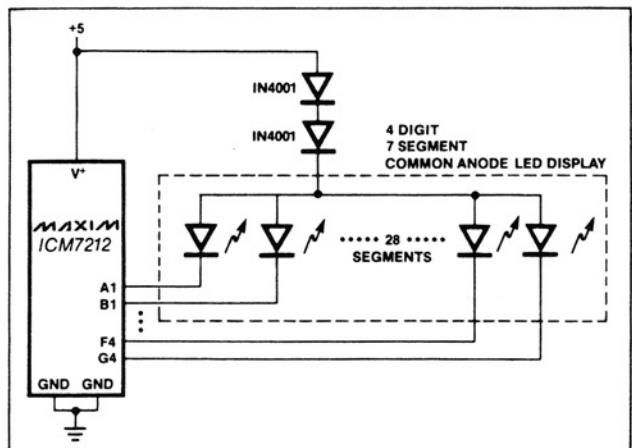 +5
IN4001
IN4001
4 DIGIT
7 SEGMENT
COMMON ANODE LED DISPLAY
V+
MAXIM
ICM7212
28
SEGMENTS
A1
B1
F4
G4
GND GND